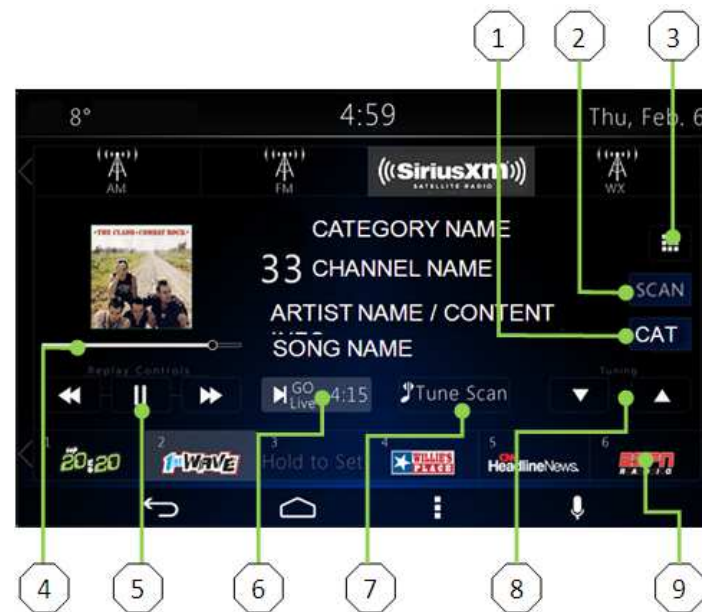 1 2 3
8° 4:59 Thu, Feb. 6
AM FM ((SiriusXM)) WX
SATELLITE RADIO
• THE CLASH • COMBAT ROCK •
CATEGORY NAME
33 CHANNEL NAME
SCAN
ARTIST NAME / CONTENT
CAT
SONG NAME
Replay Controls Tuning
GO Live 4:15 Tune Scan
1 2 3 4 5 6
20on20 1st WAVE Hold to Set WILLIE'S PLACE CNN HeadlineNews. ESPN RADIO
4 5 6 7 8 9